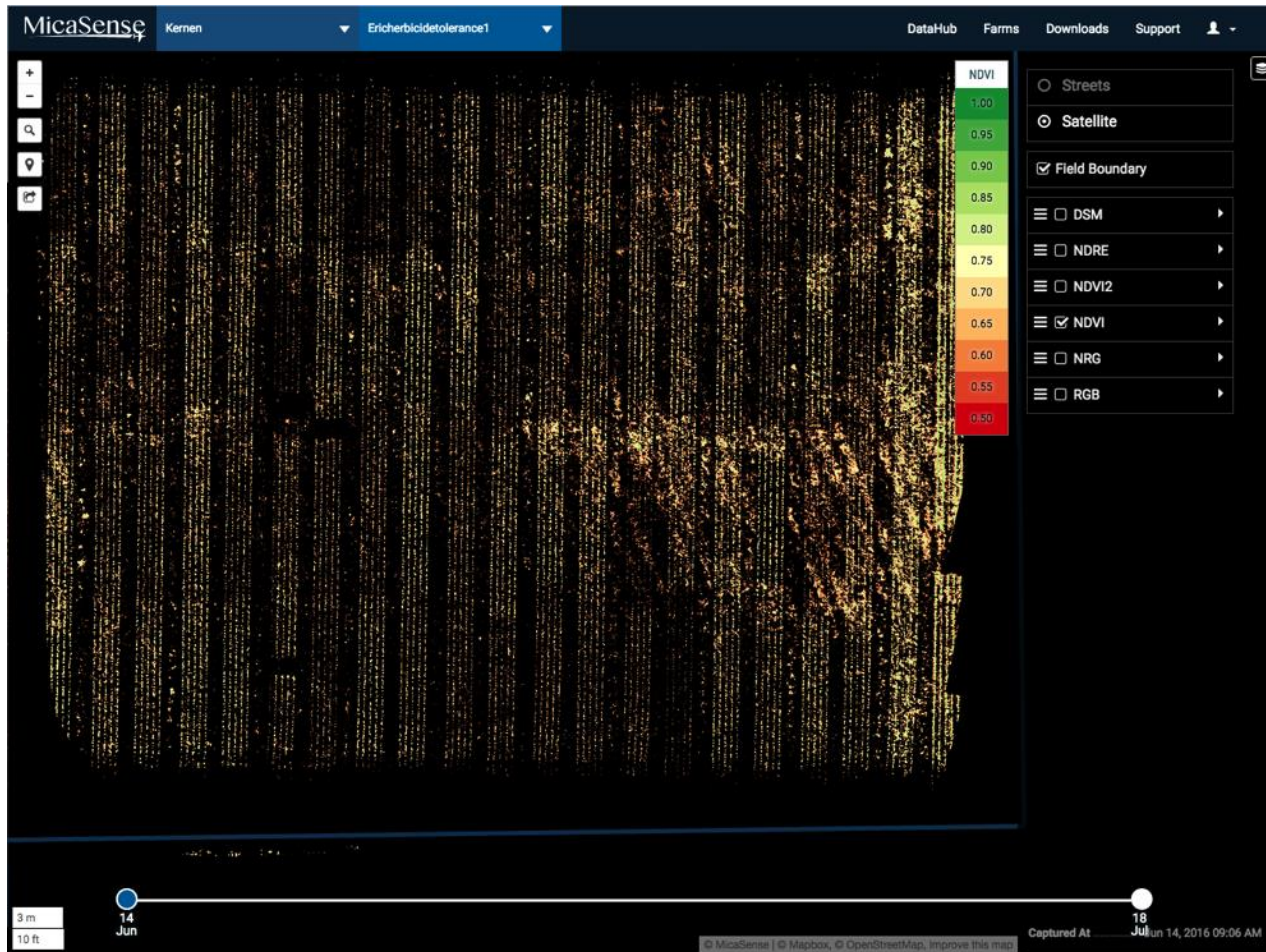 MicaSense
Kernen
Ericherbicidetolerance1
DataHub
Farms
Downloads
Support
+
−
NDVI
1.00
0.95
0.90
0.85
0.80
0.75
0.70
0.65
0.60
0.55
0.50
Streets
Satellite
Field Boundary
DSM
NDRE
NDVI2
NDVI
NRG
RGB
14
Jun
18
Jul
3 m
10 ft
Captured At
Jun 14, 2016 09:06 AM
© MicaSense | © Mapbox, © OpenStreetMap, Improve this map